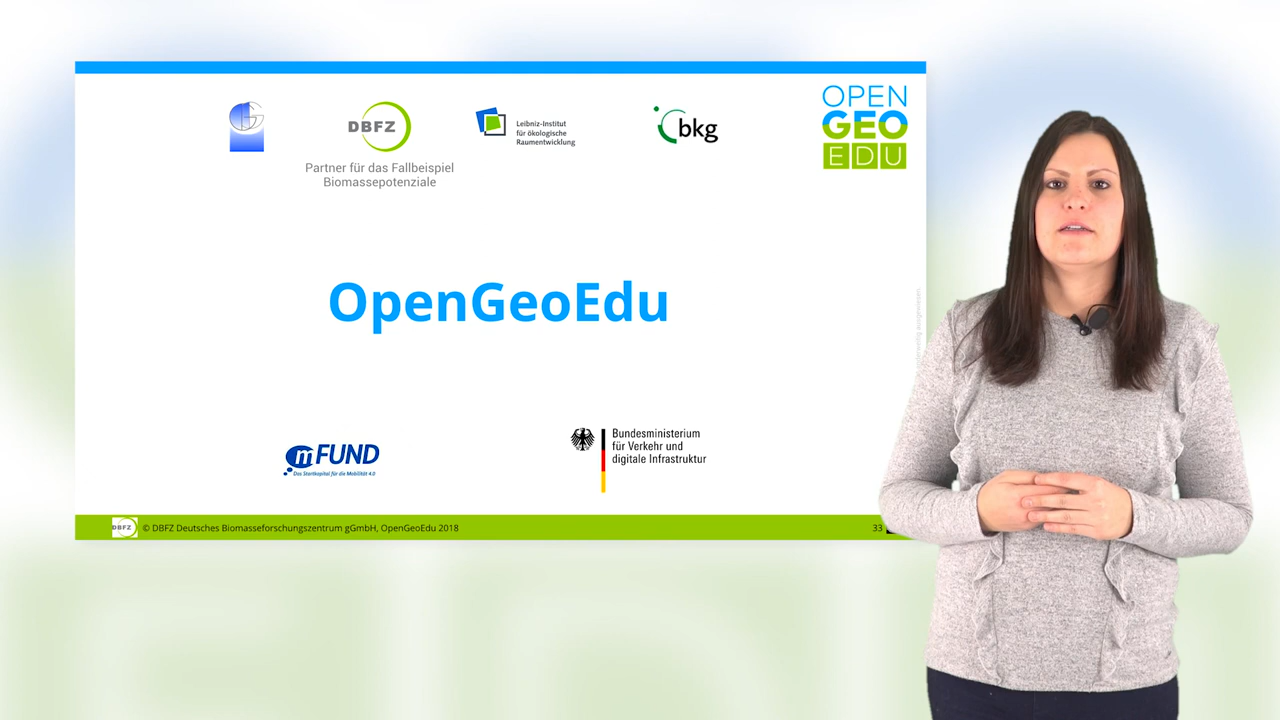 DBFZ
Partner für das Fallbeispiel
Biomassepotenziale
Leibniz-Institut
für ökologische
Raumentwicklung
bkg
OPEN
GEO
EDU
OpenGeoEdu
mFUND
Das Startkapital für die Mobilität 4.0
Bundesministerium
für Verkehr und
digitale Infrastruktur
DBFZ
© DBFZ Deutsches Biomasseforschungszentrum gGmbH, OpenGeoEdu 2018
33